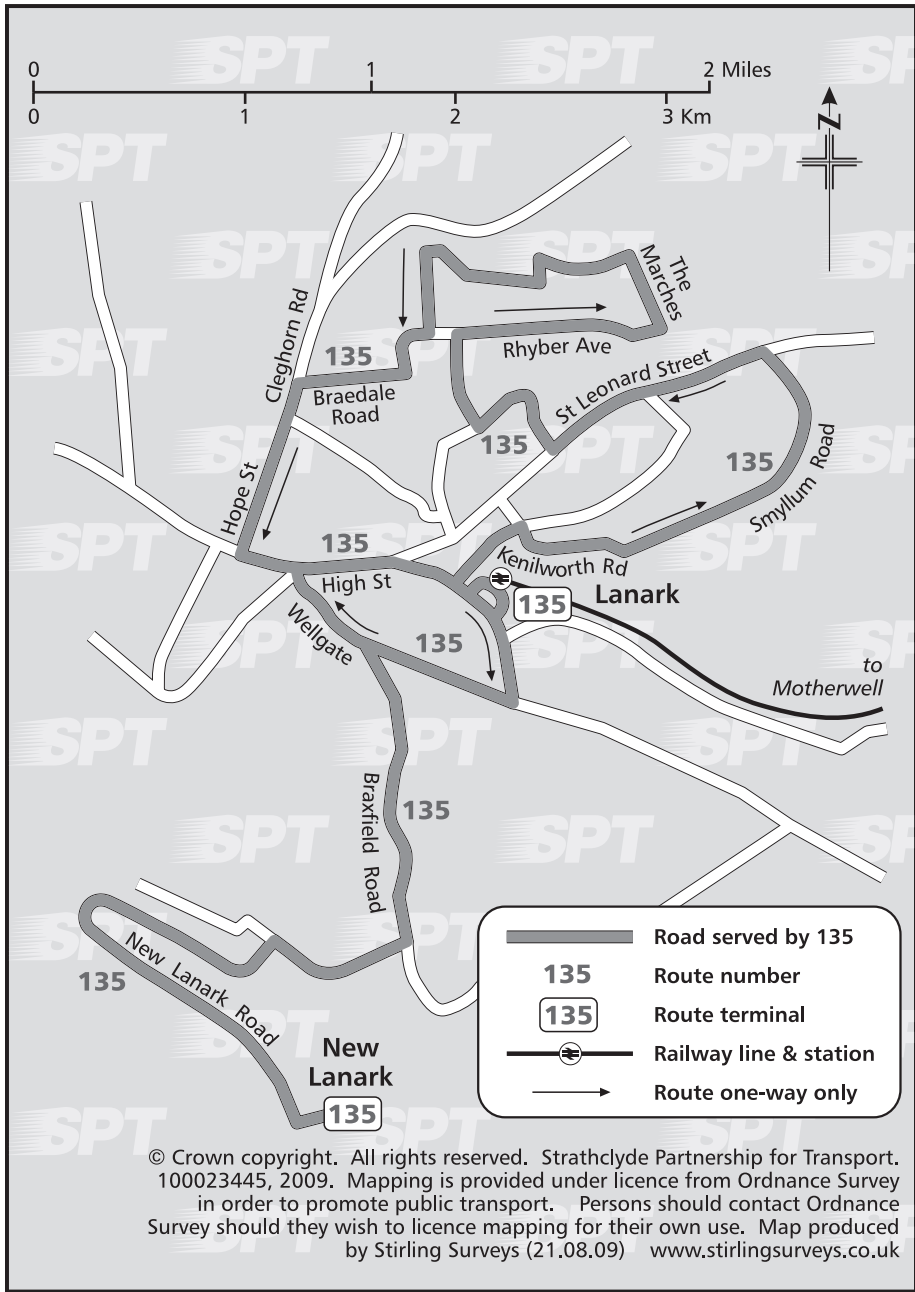 0 1 2 Miles
0 1 2 3 Km
N
The
Marches
Cleghorn Rd
135
Rhyber Ave
Braedale
Road
St Leonard Street
135
135
Smyllum Road
Hope St
135
High St
Kenilworth Rd
135
Lanark
Wellgate
135
to
Motherwell
Braxfield Road
135
New Lanark Road
135
New
Lanark
135
Road served by 135
135 Route number
135 Route terminal
Railway line & station
Route one-way only
© Crown copyright. All rights reserved. Strathclyde Partnership for Transport.
100023445, 2009. Mapping is provided under licence from Ordnance Survey
in order to promote public transport. Persons should contact Ordnance
Survey should they wish to licence mapping for their own use. Map produced
by Stirling Surveys (21.08.09) www.stirlingsurveys.co.uk
SPT